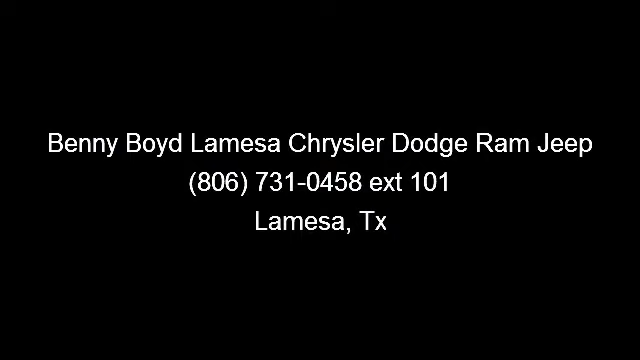 Benny Boyd Lamesa Chrysler Dodge Ram Jeep
(806) 731-0458 ext 101
Lamesa, Tx